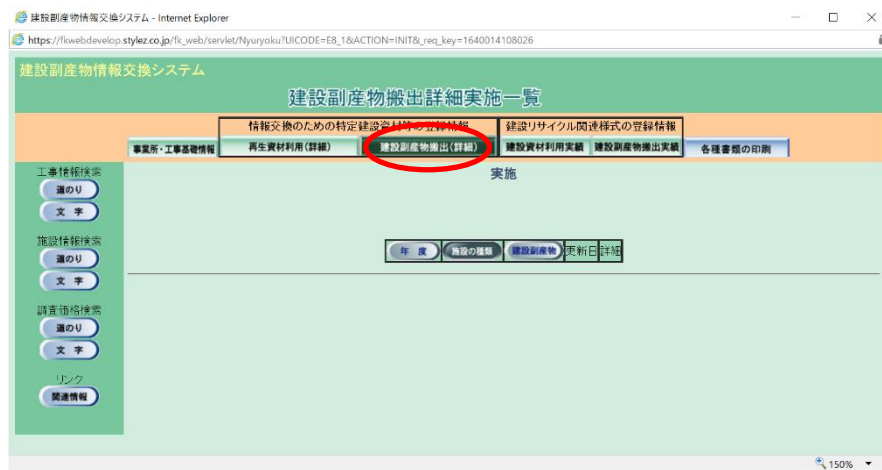 建設副産物情報交換システム - Internet Explorer
https://fkwebdevelop.stylez.co.jp/fk_web/servlet/Nyuryoku?UICODE=E8_1&ACTION=INIT&_req_key=1640014108026
建設副産物情報交換システム
建設副産物搬出詳細実施一覧
情報交換のための特定建設資材等の登録情報 建設リサイクル関連様式の登録情報
事業所・工事基礎情報 再生資材利用(詳細) 建設副産物搬出(詳細) 建設資材利用実績 建設副産物搬出実績 各種書類の印刷
実施
工事情報検索
道のり
文 字
施設情報検索
道のり
文 字
調査価格検索
道のり
文 字
リンク
関連情報
年 度 施設の種類 建設副産物 更新日 詳細
150%